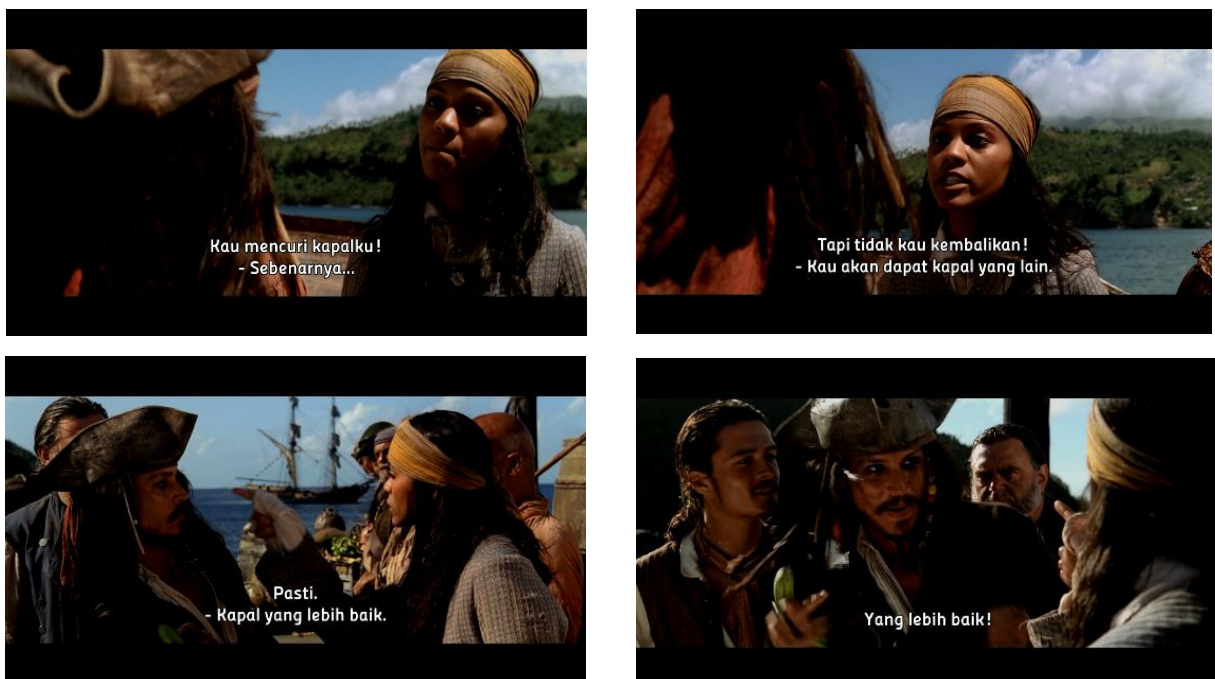 Kau mencuri kapalku!
- Sebenarnya...
Tapi tidak kau kembalikan!
- Kau akan dapat kapal yang lain.
Pasti.
- Kapal yang lebih baik.
Yang lebih baik!